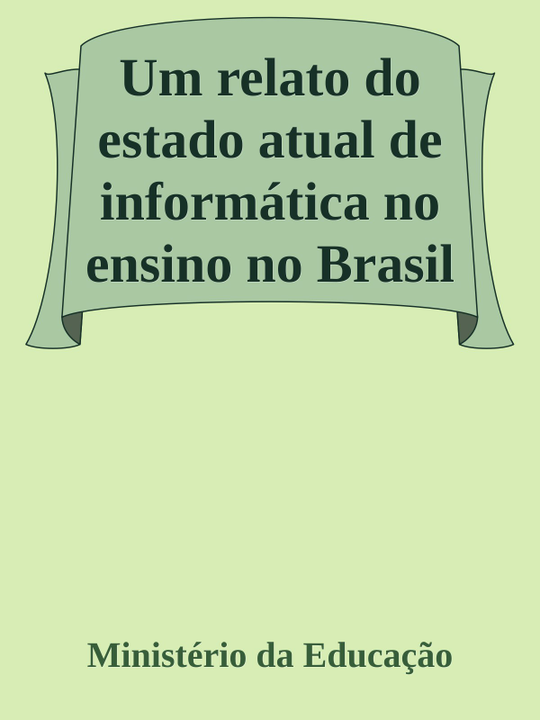 Um relato do
estado atual de
informática no
ensino no Brasil
Ministério da Educação